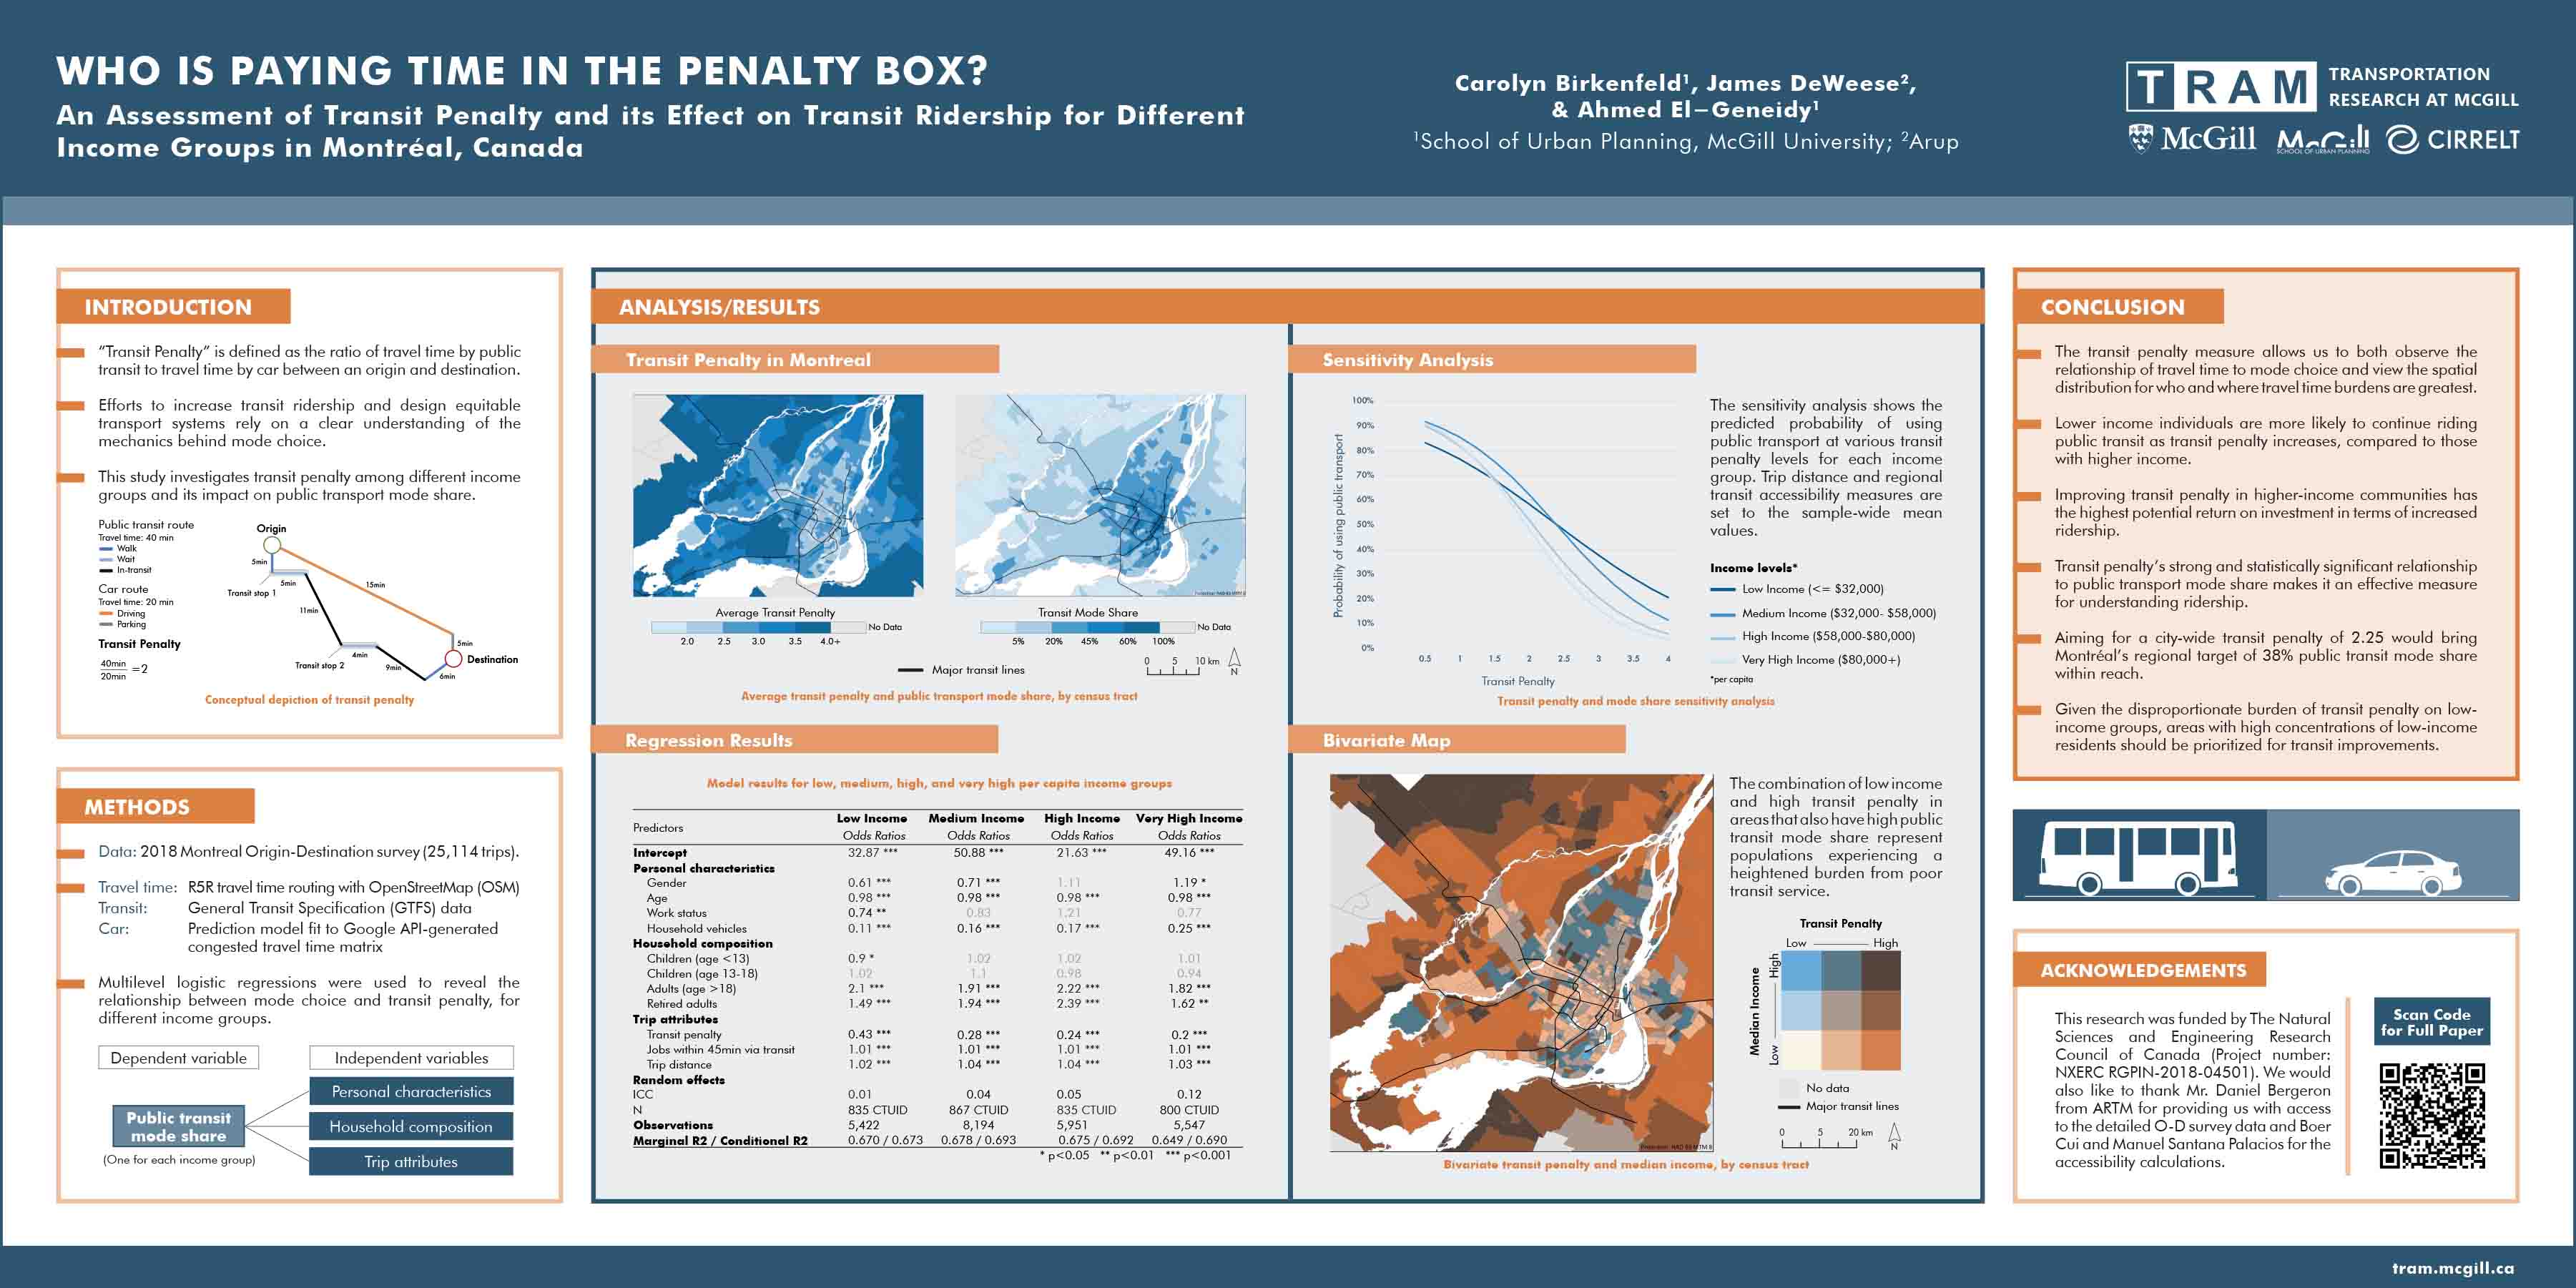 WHO IS PAYING TIME IN THE PENALTY BOX?
An Assessment of Transit Penalty and its Effect on Transit Ridership for Different
Income Groups in Montréal, Canada
Carolyn Birkenfeld¹, James DeWeese²,
& Ahmed El–Geneidy¹
¹School of Urban Planning, McGill University; ²Arup
TRAM
TRANSPORTATION
RESEARCH AT MCGILL
McGill
McGill
SCHOOL OF URBAN PLANNING
CIRRELT
INTRODUCTION
“Transit Penalty” is defined as the ratio of travel time by public
transit to travel time by car between an origin and destination.
Efforts to increase transit ridership and design equitable
transport systems rely on a clear understanding of the
mechanics behind mode choice.
This study investigates transit penalty among different income
groups and its impact on public transport mode share.
Public transit route
Travel time: 40 min
Walk
Wait
In-transit
Car route
Travel time: 20 min
Driving
Parking
Transit Penalty
40min
20min
=2
Origin
5min
5min
Transit stop 1
11min
15min
Transit stop 2
4min
9min
5min
6min
Destination
Conceptual depiction of transit penalty
METHODS
Data: 2018 Montreal Origin-Destination survey (25,114 trips).
Travel time: R5R travel time routing with OpenStreetMap (OSM)
Transit: General Transit Specification (GTFS) data
Car: Prediction model fit to Google API-generated
congested travel time matrix
Multilevel logistic regressions were used to reveal the
relationship between mode choice and transit penalty, for
different income groups.
Dependent variable
Independent variables
Public transit
mode share
(One for each income group)
Personal characteristics
Household composition
Trip attributes
ANALYSIS/RESULTS
Transit Penalty in Montreal
Projection: NAD 83 MTM 8
Average Transit Penalty
No Data
2.0 2.5 3.0 3.5 4.0+
Transit Mode Share
No Data
5% 20% 45% 60% 100%
Major transit lines
0 5 10 km
N
Average transit penalty and public transport mode share, by census tract
Regression Results
Model results for low, medium, high, and very high per capita income groups
Predictors Low Income Medium Income High Income Very High Income
Odds Ratios Odds Ratios Odds Ratios Odds Ratios
Intercept 32.87 *** 50.88 *** 21.63 *** 49.16 ***
Personal characteristics
Gender 0.61 *** 0.71 *** 1.11 1.19 *
Age 0.98 *** 0.98 *** 0.98 *** 0.98 ***
Work status 0.74 ** 0.83 1.21 0.77
Household vehicles 0.11 *** 0.16 *** 0.17 *** 0.25 ***
Household composition
Children (age <13) 0.9 * 1.02 1.02 1.01
Children (age 13-18) 1.02 1.1 0.98 0.94
Adults (age >18) 2.1 *** 1.91 *** 2.22 *** 1.82 ***
Retired adults 1.49 *** 1.94 *** 2.39 *** 1.62 **
Trip attributes
Transit penalty 0.43 *** 0.28 *** 0.24 *** 0.2 ***
Jobs within 45min via transit 1.01 *** 1.01 *** 1.01 *** 1.01 ***
Trip distance 1.02 *** 1.04 *** 1.04 *** 1.03 ***
Random effects
ICC 0.01 0.04 0.05 0.12
N 835 CTUID 867 CTUID 835 CTUID 800 CTUID
Observations 5,422 8,194 5,951 5,547
Marginal R2 / Conditional R2 0.670 / 0.673 0.678 / 0.693 0.675 / 0.692 0.649 / 0.690
* p<0.05 ** p<0.01 *** p<0.001
Sensitivity Analysis
Probability of using public transport
100%
90%
80%
70%
60%
50%
40%
30%
20%
10%
0%
0.5 1 1.5 2 2.5 3 3.5 4
Transit Penalty
The sensitivity analysis shows the
predicted probability of using
public transport at various transit
penalty levels for each income
group. Trip distance and regional
transit accessibility measures are
set to the sample-wide mean
values.
Income levels*
Low Income (<= $32,000)
Medium Income ($32,000- $58,000)
High Income ($58,000-$80,000)
Very High Income ($80,000+)
*per capita
Transit penalty and mode share sensitivity analysis
Bivariate Map
Projection: NAD 83 MTM 8
The combination of low income
and high transit penalty in
areas that also have high public
transit mode share represent
populations experiencing a
heightened burden from poor
transit service.
Transit Penalty
Low High
Median Income
High
Low
No data
Major transit lines
0 5 20 km
N
Bivariate transit penalty and median income, by census tract
CONCLUSION
The transit penalty measure allows us to both observe the
relationship of travel time to mode choice and view the spatial
distribution for who and where travel time burdens are greatest.
Lower income individuals are more likely to continue riding
public transit as transit penalty increases, compared to those
with higher income.
Improving transit penalty in higher-income communities has
the highest potential return on investment in terms of increased
ridership.
Transit penalty’s strong and statistically significant relationship
to public transport mode share makes it an effective measure
for understanding ridership.
Aiming for a city-wide transit penalty of 2.25 would bring
Montréal’s regional target of 38% public transit mode share
within reach.
Given the disproportionate burden of transit penalty on low-
income groups, areas with high concentrations of low-income
residents should be prioritized for transit improvements.
ACKNOWLEDGEMENTS
This research was funded by The Natural
Sciences and Engineering Research
Council of Canada (Project number:
NXERC RGPIN-2018-04501). We would
also like to thank Mr. Daniel Bergeron
from ARTM for providing us with access
to the detailed O-D survey data and Boer
Cui and Manuel Santana Palacios for the
accessibility calculations.
Scan Code
for Full Paper
tram.mcgill.ca